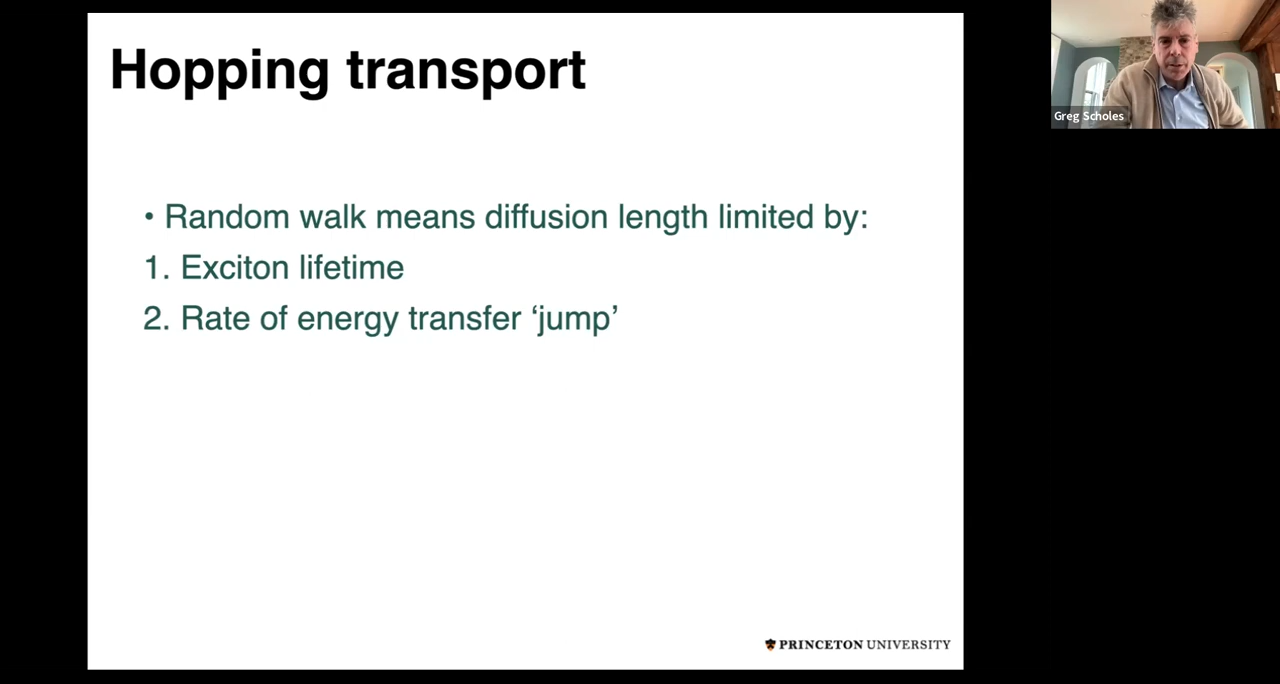 Hopping transport
• Random walk means diffusion length limited by:
1. Exciton lifetime
2. Rate of energy transfer ‘jump’
PRINCETON UNIVERSITY
Greg Scholes